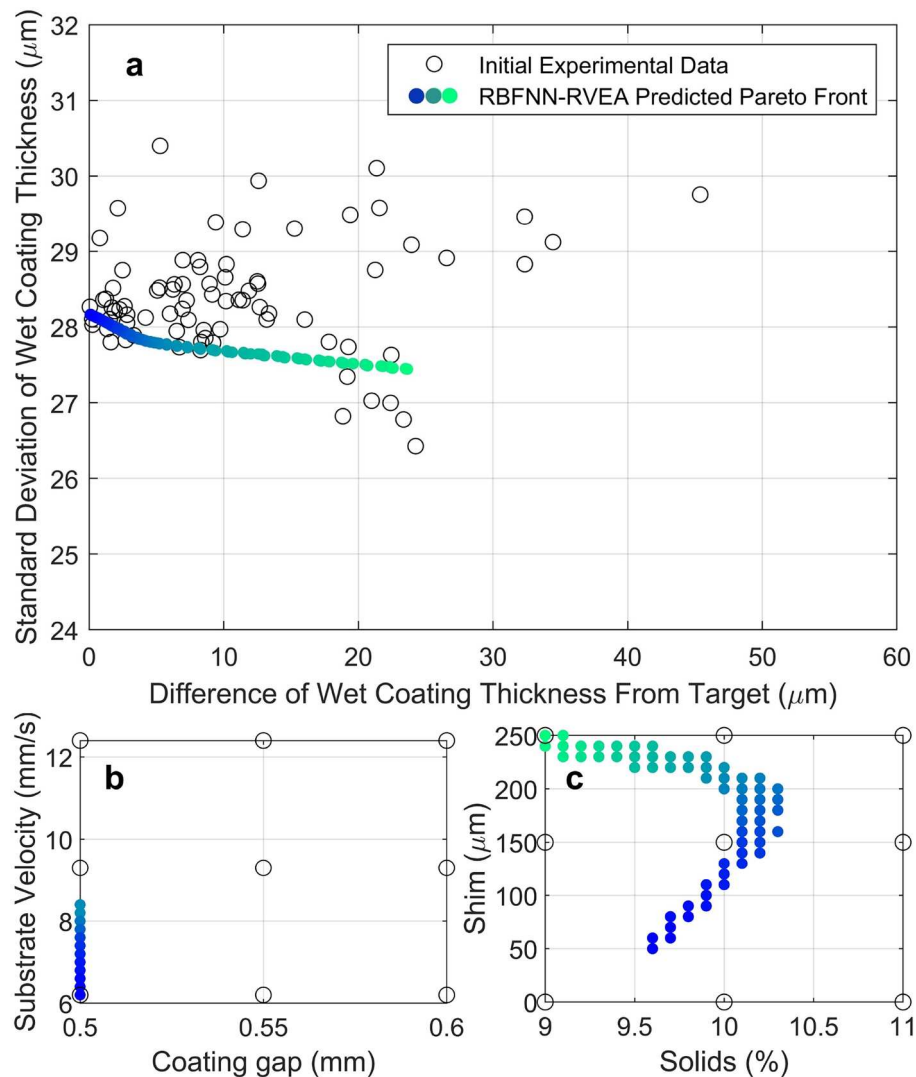 32
31
30
29
28
27
26
25
24
Standard Deviation of Wet Coating Thickness (μm)
a
Initial Experimental Data
RBFNN-RVEA Predicted Pareto Front
0 10 20 30 40 50 60
Difference of Wet Coating Thickness From Target (μm)
12
10
8
6
Substrate Velocity (mm/s)
b
0.5 0.55 0.6
Coating gap (mm)
250
200
150
100
50
0
Shim (μm)
c
9 9.5 10 10.5 11
Solids (%)